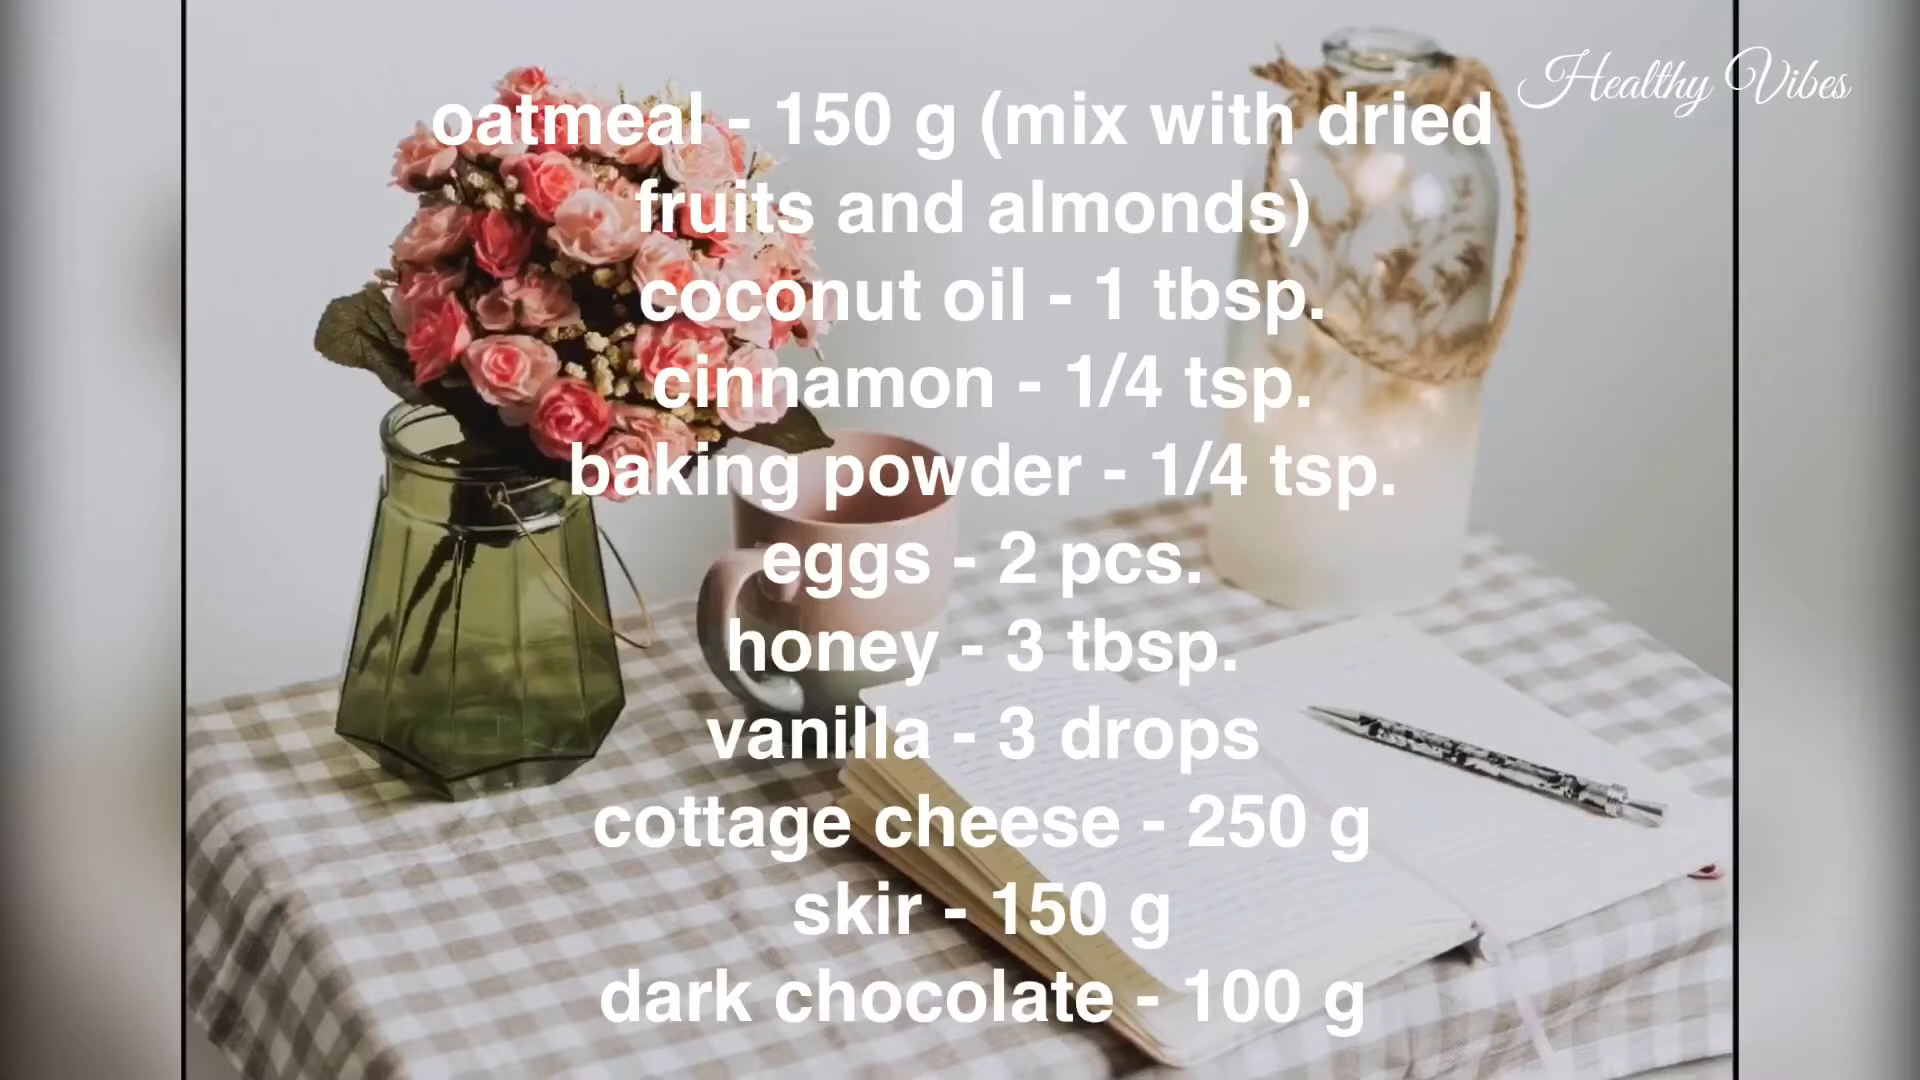 Healthy Vibes
oatmeal - 150 g (mix with dried
fruits and almonds)
coconut oil - 1 tbsp.
cinnamon - 1/4 tsp.
baking powder - 1/4 tsp.
eggs - 2 pcs.
honey - 3 tbsp.
vanilla - 3 drops
cottage cheese - 250 g
skir - 150 g
dark chocolate - 100 g